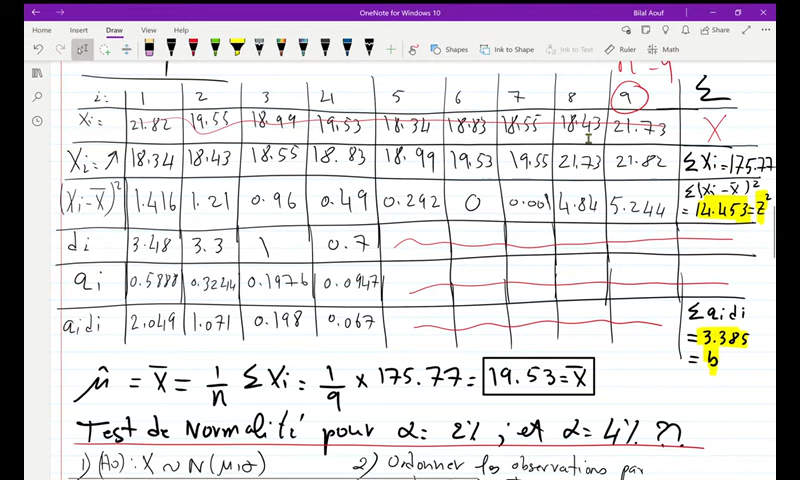 OneNote for Windows 10
Bilal Aouf
Home Insert Draw View Help
Share
Shapes Ink to Shape Ink to Text Ruler Math
n=9
i: 1 2 3 4 5 6 7 8 9 Σ
Xi: 21.82 19.55 18.99 19.53 18.34 18.83 18.55 18.43 21.73 X
Xi=↗ 18.34 18.43 18.55 18.83 18.99 19.53 19.55 21.73 21.82 ΣXi=175.77
(Xi-X̄)² 1.416 1.21 0.96 0.49 0.292 0 0.001 4.84 5.244 Σ(Xi-X̄)² = 14.453=Z²
di 3.48 3.3 1 0.7
ai 0.5888 0.3244 0.1976 0.0947
aidi 2.049 1.071 0.198 0.067 Σaidi = 3.385 = b
μ̂ = X̄ = 1/n ΣXi = 1/9 × 175.77 = 19.53=X̄
Test de Normalité pour α= 2% ; et α= 4% ??
1) (H0): X ~ N(μ,σ) 2) Ordonner les observations par